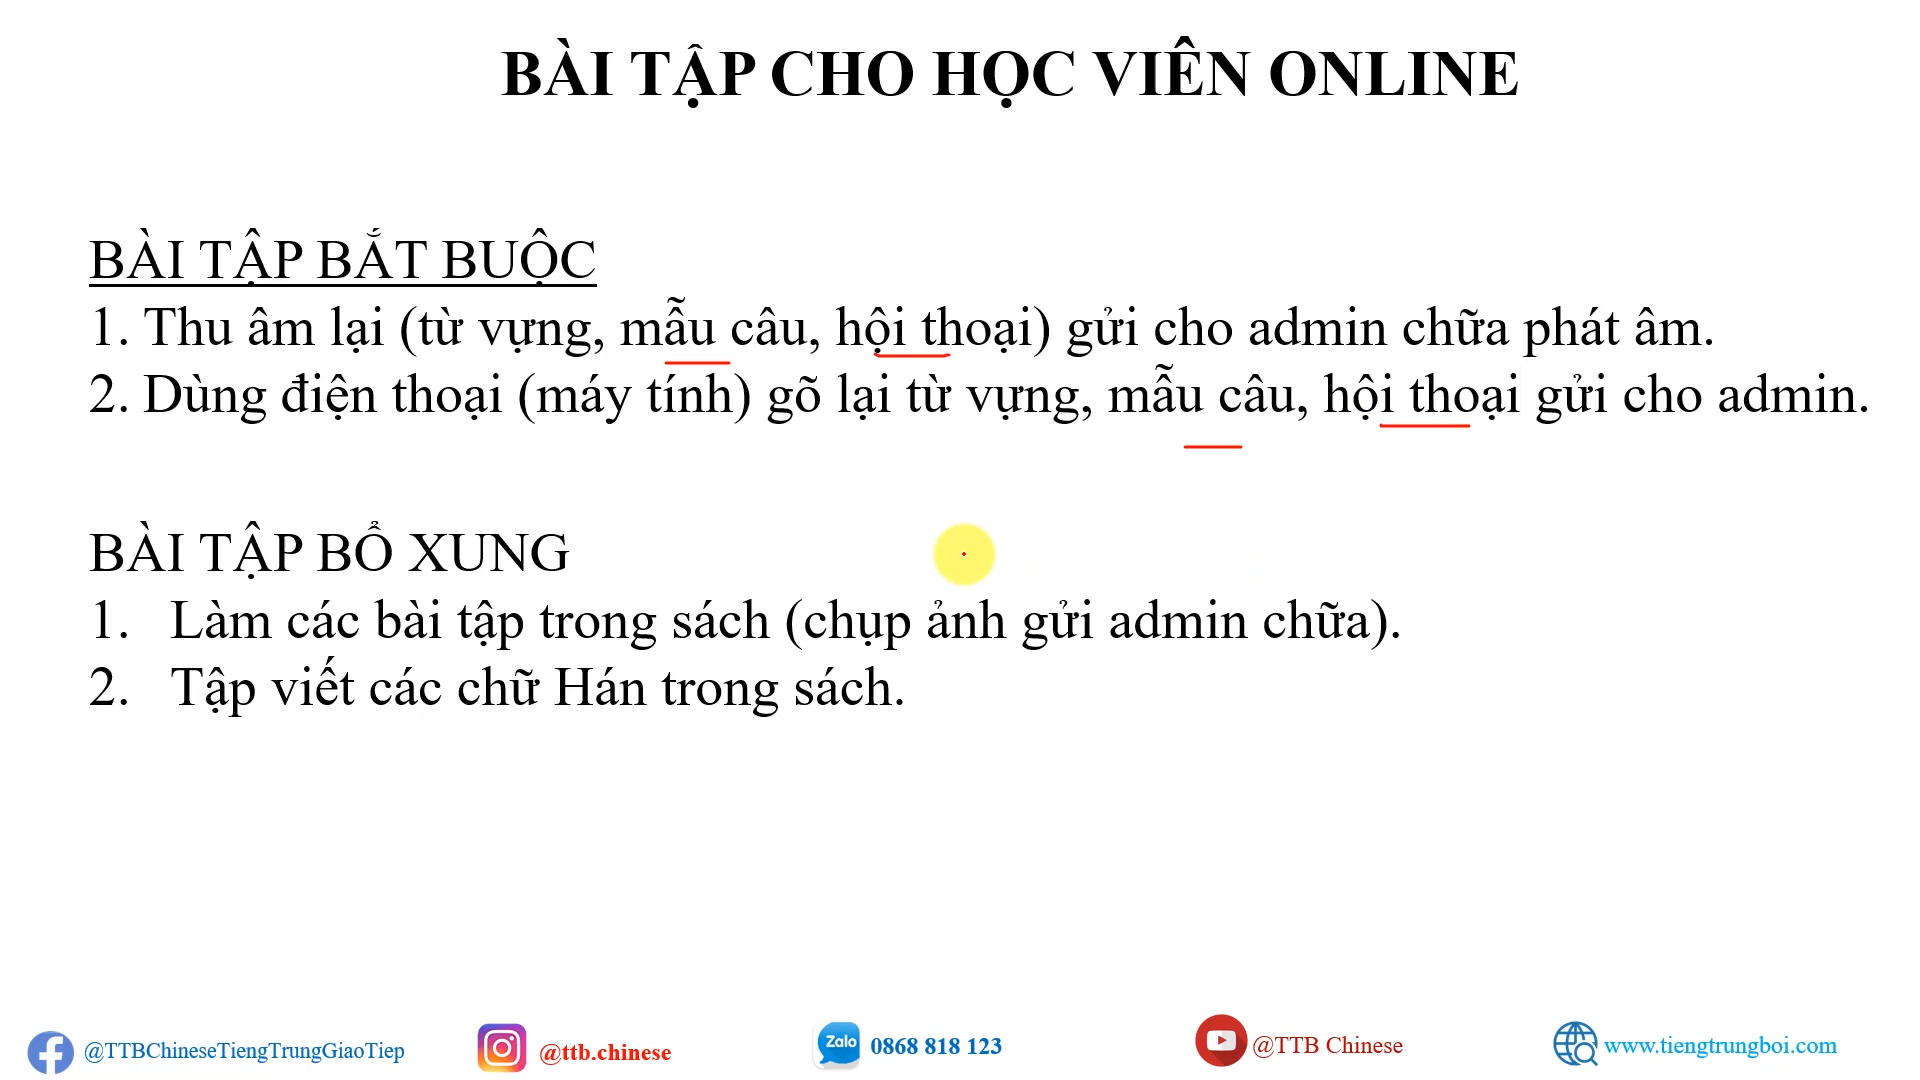 BÀI TẬP CHO HỌC VIÊN ONLINE
BÀI TẬP BẮT BUỘC
1. Thu âm lại (từ vựng, mẫu câu, hội thoại) gửi cho admin chữa phát âm.
2. Dùng điện thoại (máy tính) gõ lại từ vựng, mẫu câu, hội thoại gửi cho admin.
BÀI TẬP BỔ XUNG
1. Làm các bài tập trong sách (chụp ảnh gửi admin chữa).
2. Tập viết các chữ Hán trong sách.
@TTBChineseTiengTrungGiaoTiep
@ttb.chinese
Zalo 0868 818 123
@TTB Chinese
www.tiengtrungboi.com